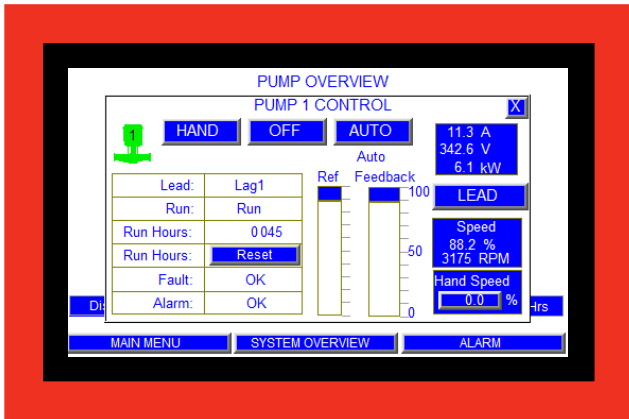 PUMP OVERVIEW
PUMP 1 CONTROL
X
1
HAND
OFF
AUTO
11.3 A
342.6 V
6.1 kW
Auto
Ref
Feedback
100
50
0
LEAD
Lead: Lag1
Run: Run
Run Hours: 0045
Run Hours: Reset
Fault: OK
Alarm: OK
Speed
88.2 %
3175 RPM
Hand Speed
0.0 %
Hrs
MAIN MENU
SYSTEM OVERVIEW
ALARM